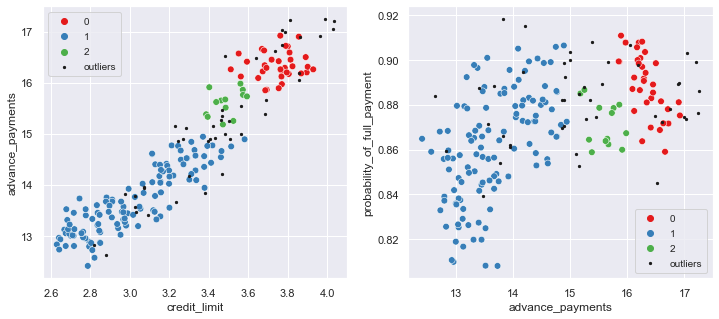 17.5
17
16
15
14
13
advance_payments
0
1
2
outliers
2.6 2.8 3.0 3.2 3.4 3.6 3.8 4.0
credit_limit
0.92
0.90
0.88
0.86
0.84
0.82
probability_of_full_payment
0
1
2
outliers
13 14 15 16 17
advance_payments